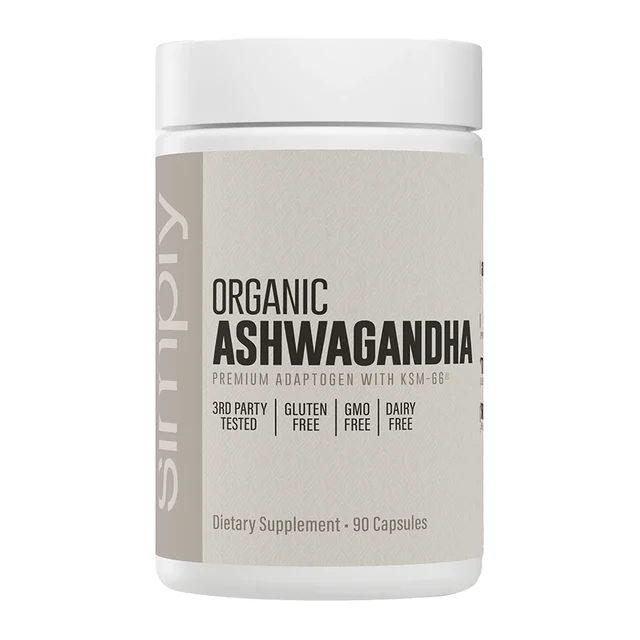 simply
ORGANIC
ASHWAGANDHA
PREMIUM ADAPTOGEN WITH KSM-66®
3RD PARTY TESTED | GLUTEN FREE | GMO FREE | DAIRY FREE
Dietary Supplement • 90 Capsules